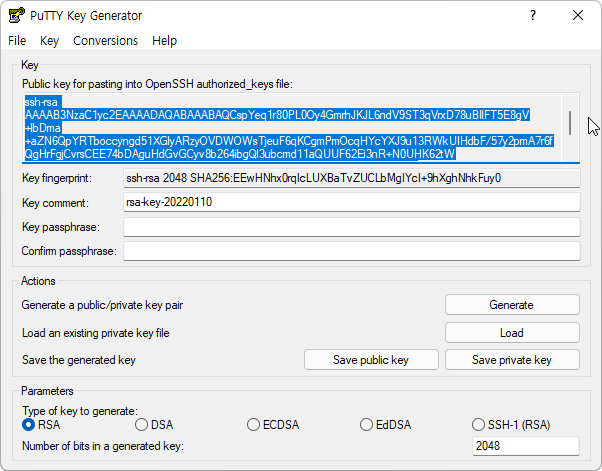 PuTTY Key Generator
?
File Key Conversions Help
Key
Public key for pasting into OpenSSH authorized_keys file:
ssh-rsa
AAAAB3NzaC1yc2EAAAADAQABAAABAQCspYeq1r80PL0Oy4GmrhJKJL6ndV9ST3qVrxD78uBIIFT5E8gV
+lbDma
+aZN6QpYRTboccyngd51XGlyARzyOVDWOWsTjeuF6qKCgmPmOcqHYcYXJ9u13RWkUIHdbF/57y2pmA7r6f
QgHrFgjCvrsCEE74bDAguHdGvGCyv8b264ibgQl3ubcmd11aQUUF62Ei3nR+N0UHK62tW
Key fingerprint: ssh-rsa 2048 SHA256:EEwHNhx0rqIcLUXBaTvZUCLbMgIYcI+9hXghNhkFuy0
Key comment: rsa-key-20220110
Key passphrase:
Confirm passphrase:
Actions
Generate a public/private key pair Generate
Load an existing private key file Load
Save the generated key Save public key Save private key
Parameters
Type of key to generate:
RSA DSA ECDSA EdDSA SSH-1 (RSA)
Number of bits in a generated key: 2048